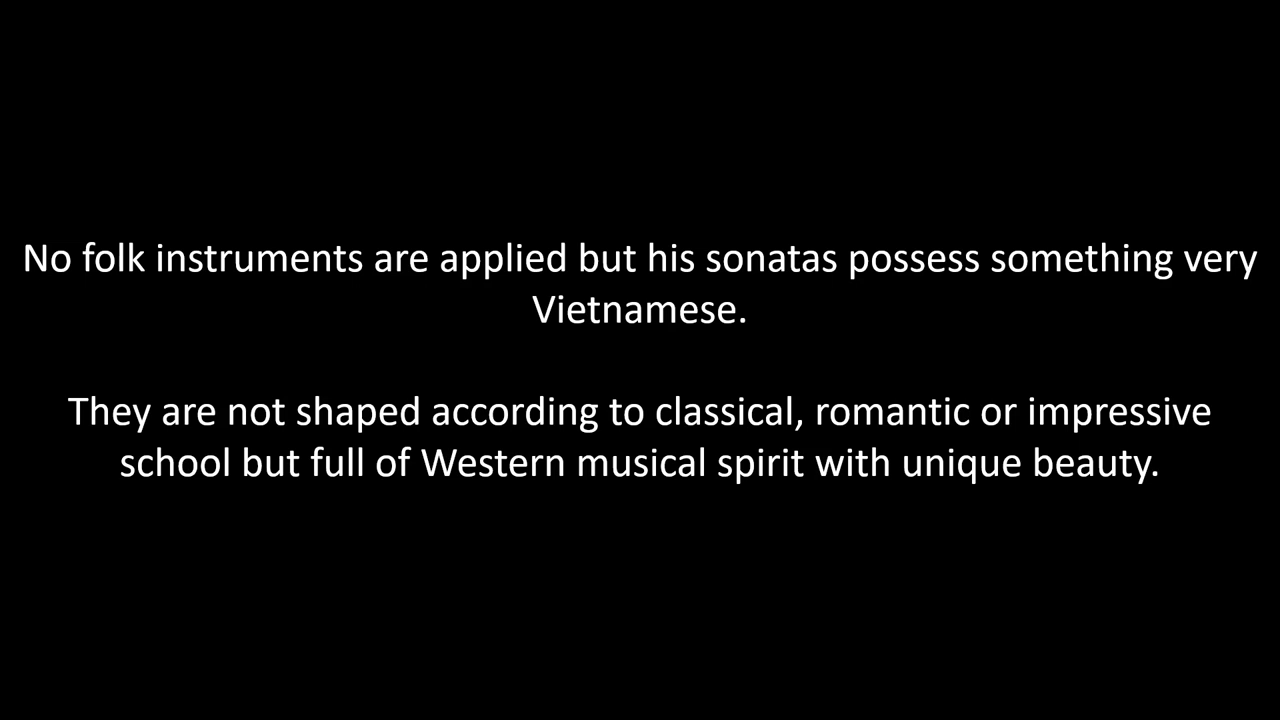 No folk instruments are applied but his sonatas possess something very
Vietnamese.
They are not shaped according to classical, romantic or impressive
school but full of Western musical spirit with unique beauty.